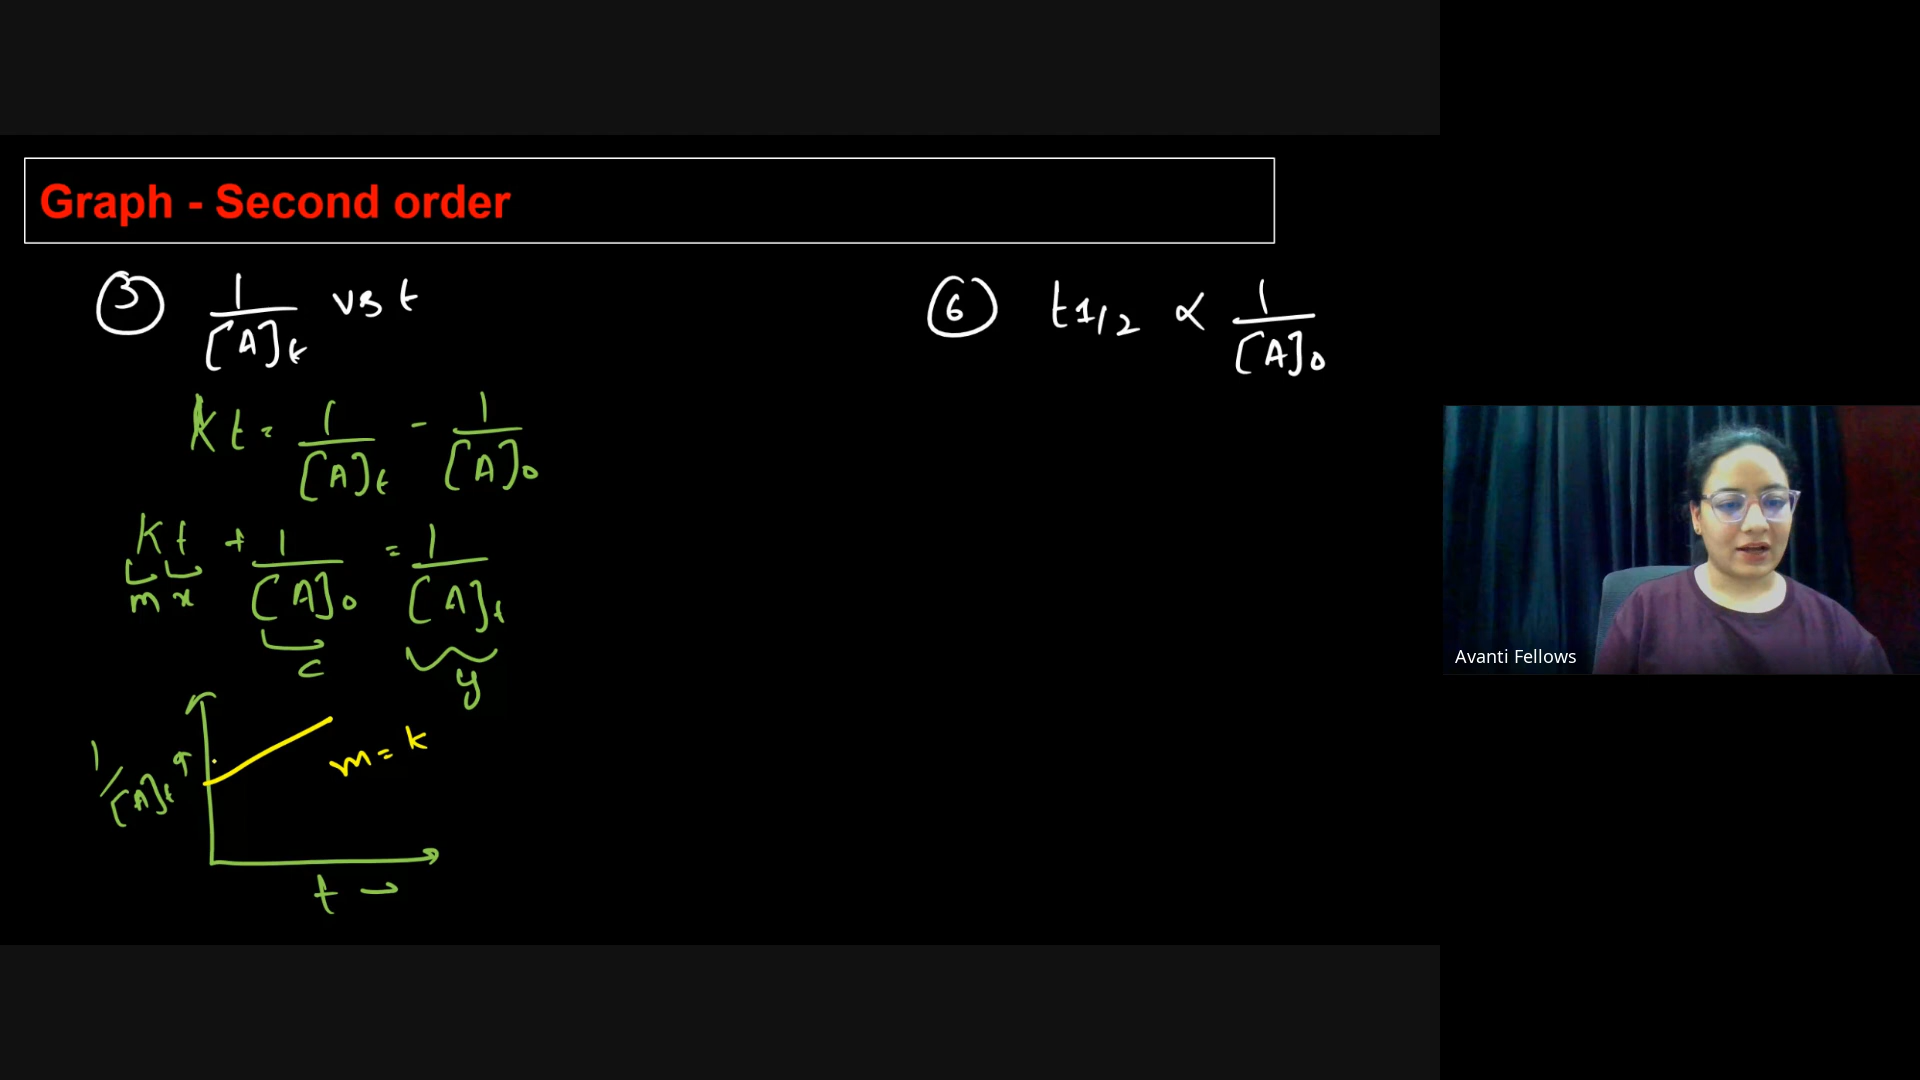 Graph - Second order
③ 1/[A]t vs t
Kt = 1/[A]t - 1/[A]0
Kt + 1/[A]0 = 1/[A]t
m x c y
1/[A]t ↑
m = k
t →
⑥ t1/2 ∝ 1/[A]0
Avanti Fellows